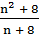 n² + 8
n + 8